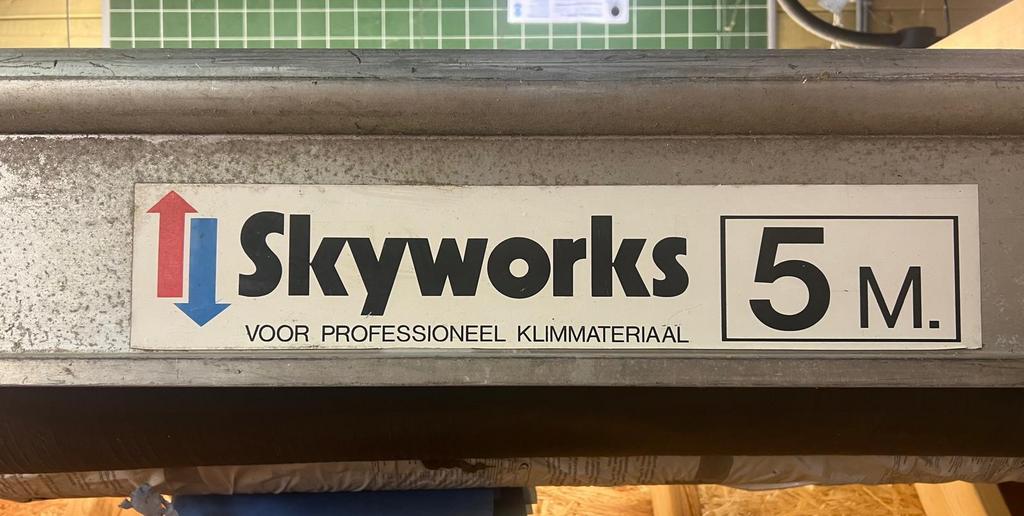 Skyworks
VOOR PROFESSIONEEL KLIMMATERIAAL
5 M.